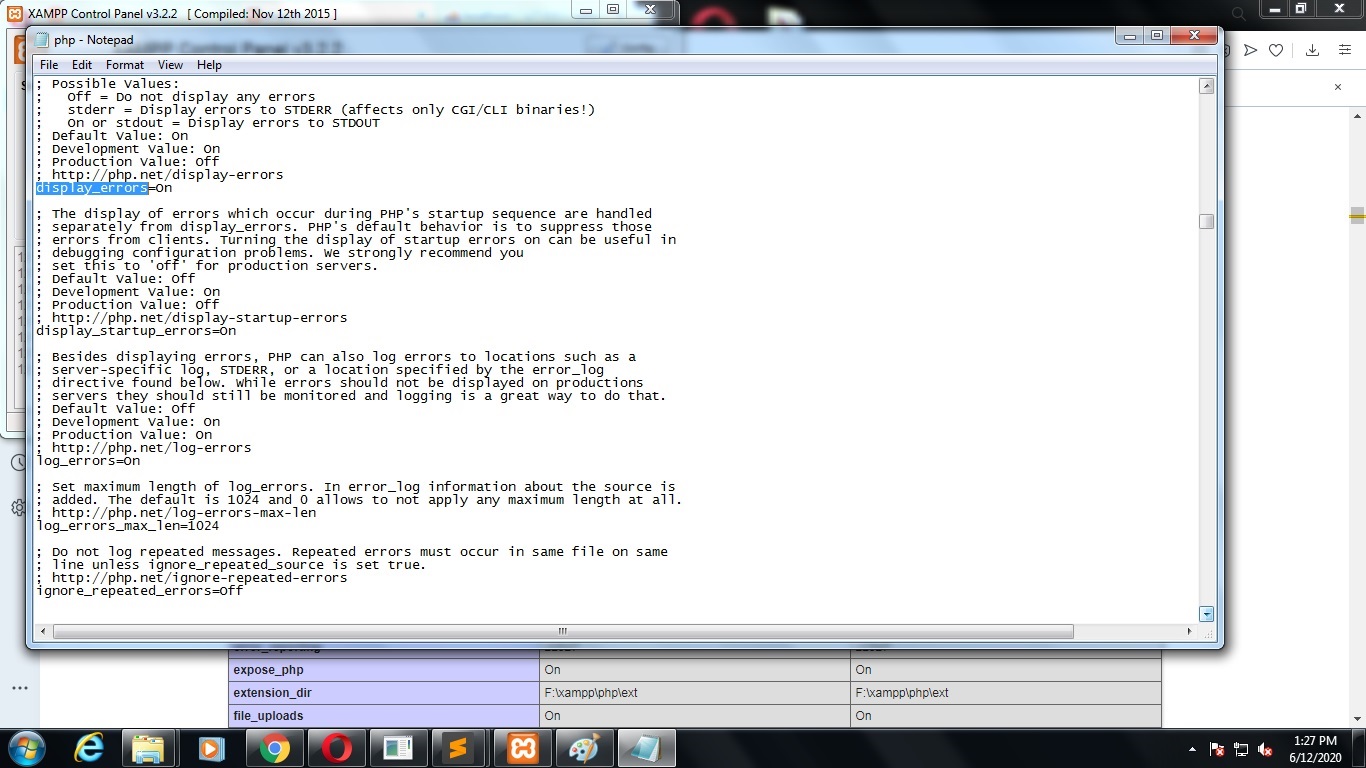 XAMPP Control Panel v3.2.2 [ Compiled: Nov 12th 2015 ]
php - Notepad
File Edit Format View Help
; Possible Values:
;   Off = Do not display any errors
;   stderr = Display errors to STDERR (affects only CGI/CLI binaries!)
;   On or stdout = Display errors to STDOUT
; Default Value: On
; Development Value: On
; Production Value: Off
; http://php.net/display-errors
display_errors=On
; The display of errors which occur during PHP's startup sequence are handled
; separately from display_errors. PHP's default behavior is to suppress those
; errors from clients. Turning the display of startup errors on can be useful in
; debugging configuration problems. We strongly recommend you
; set this to 'off' for production servers.
; Default Value: Off
; Development Value: On
; Production Value: Off
; http://php.net/display-startup-errors
display_startup_errors=On
; Besides displaying errors, PHP can also log errors to locations such as a
; server-specific log, STDERR, or a location specified by the error_log
; directive found below. While errors should not be displayed on productions
; servers they should still be monitored and logging is a great way to do that.
; Default Value: Off
; Development Value: On
; Production Value: On
; http://php.net/log-errors
log_errors=On
; Set maximum length of log_errors. In error_log information about the source is
; added. The default is 1024 and 0 allows to not apply any maximum length at all.
; http://php.net/log-errors-max-len
log_errors_max_len=1024
; Do not log repeated messages. Repeated errors must occur in same file on same
; line unless ignore_repeated_source is set true.
; http://php.net/ignore-repeated-errors
ignore_repeated_errors=Off
expose_php On On
extension_dir F:\xampp\php\ext F:\xampp\php\ext
file_uploads On On
1:27 PM
6/12/2020